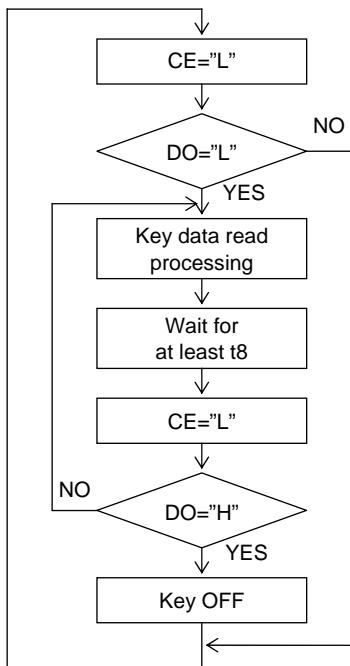 CE=”L”
NO
DO=”L”
YES
Key data read
processing
Wait for
at least t8
CE=”L”
NO
DO=”H”
YES
Key OFF